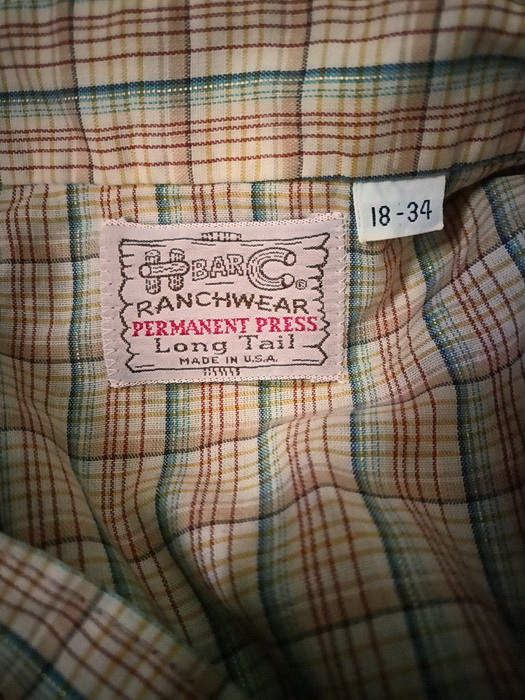 18-34
H BAR C ®
RANCHWEAR
PERMANENT PRESS
Long Tail
MADE IN U.S.A.